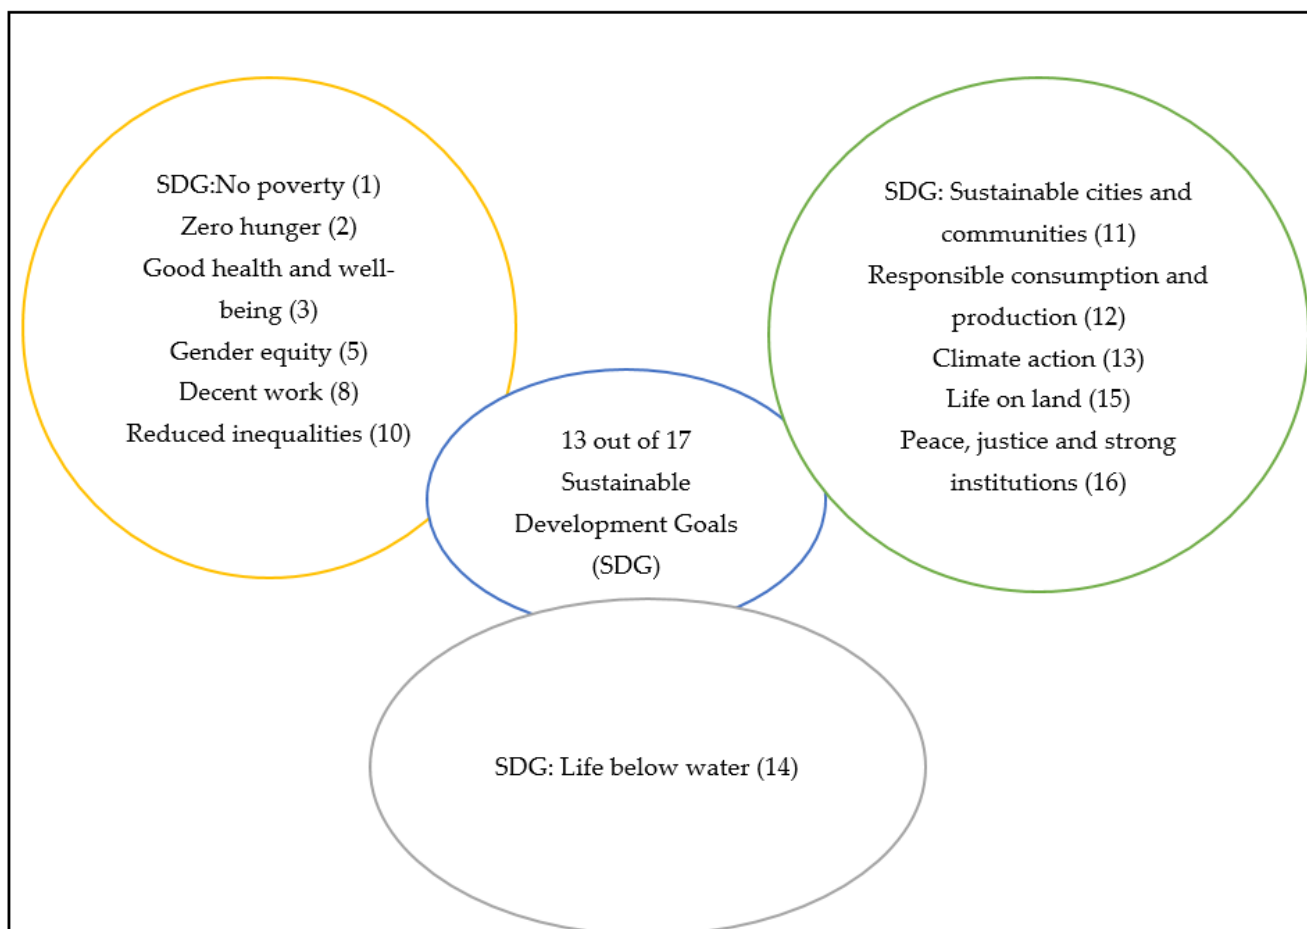 SDG:No poverty (1)
Zero hunger (2)
Good health and well-
being (3)
Gender equity (5)
Decent work (8)
Reduced inequalities (10)
SDG: Sustainable cities and
communities (11)
Responsible consumption and
production (12)
Climate action (13)
Life on land (15)
Peace, justice and strong
institutions (16)
13 out of 17
Sustainable
Development Goals
(SDG)
SDG: Life below water (14)